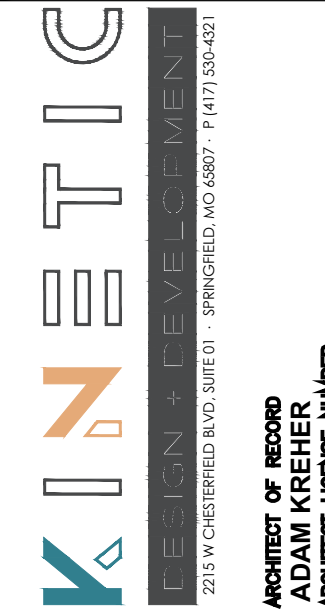 KINETIC
DESIGN + DEVELOPMENT
2215 W CHESTERFIELD BLVD, SUITE 01 · SPRINGFIELD, MO 65807 · P (417) 530-4321
ARCHITECT OF RECORD
ADAM KREHER